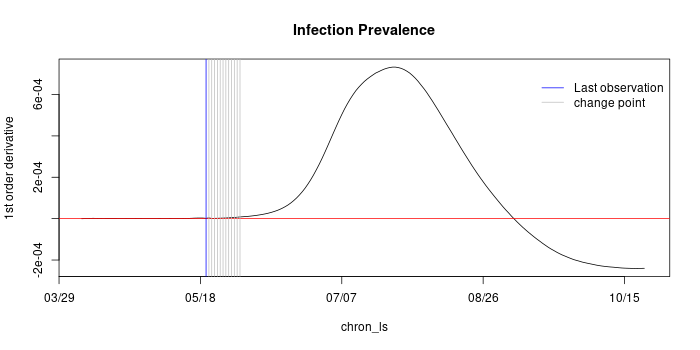 Infection Prevalence
1st order derivative
6e-04
2e-04
-2e-04
Last observation
change point
03/29
05/18
07/07
08/26
10/15
chron_ls